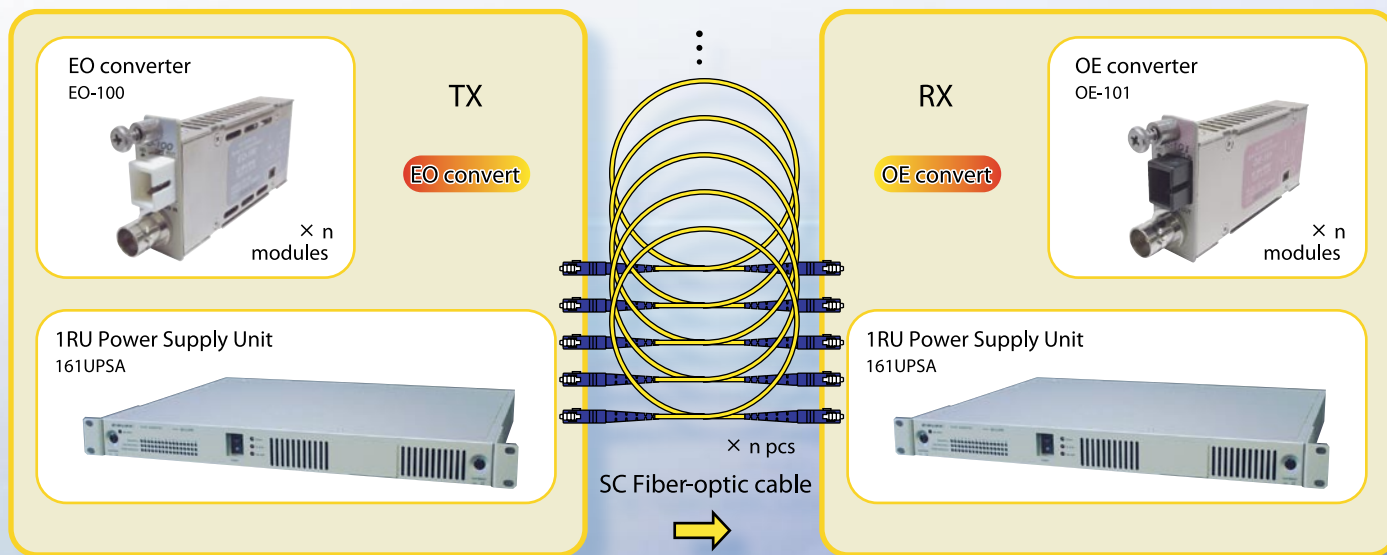 EO converter
EO-100
× n
modules
TX
EO convert
1RU Power Supply Unit
161UPSA
× n pcs
SC Fiber-optic cable
RX
OE convert
OE converter
OE-101
× n
modules
1RU Power Supply Unit
161UPSA